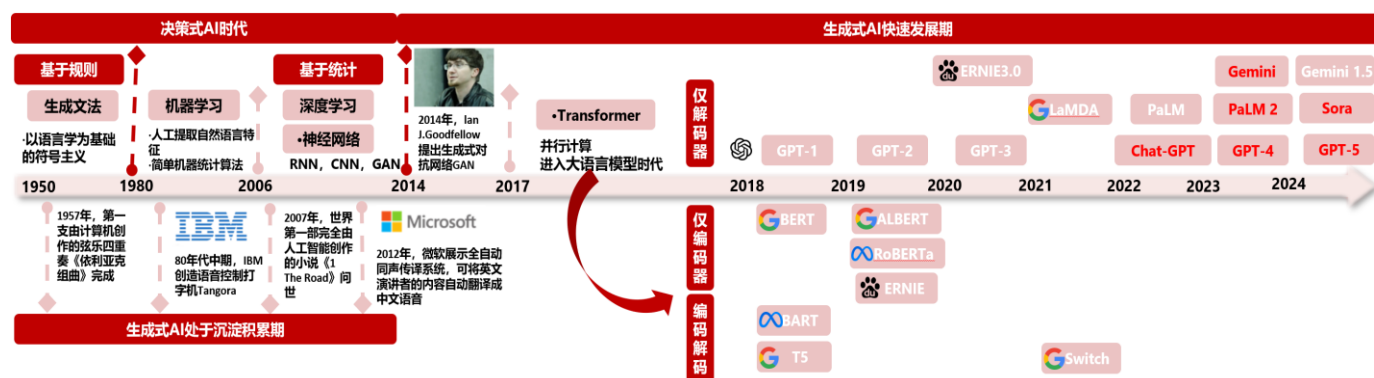 决策式AI时代
生成式AI快速发展期
基于规则
基于统计
生成文法
机器学习
深度学习
·神经网络
·以语言学为基础
的符号主义
·人工提取自然语言特
征
·简单机器统计算法
RNN, CNN, GAN
2014年，Ian
J.Goodfellow
提出生成式对
抗网络GAN
·Transformer
并行计算
进入大语言模型时代
仅解码器
du
ERNIE3.0
Gemini
Gemini 1.5
LaMDA
PaLM
PaLM 2
Sora
GPT-1
GPT-2
GPT-3
Chat-GPT
GPT-4
GPT-5
1950
1980
2006
2014
2017
2018
2019
2020
2021
2022
2023
2024
1957年，第一
支由计算机创
作的弦乐四重
奏《依利亚克
组曲》完成
IBM
80年代中期，IBM
创造语音控制打
字机Tangora
2007年，世界
第一部完全由
人工智能创作
的小说《1
The Road》问
世
Microsoft
2012年，微软展示全自动
同声传译系统，可将英文
演讲者的内容自动翻译成
中文语音
生成式AI处于沉淀积累期
仅编码器
BERT
ALBERT
RoBERTa
du
ERNIE
编码解码
BART
T5
Switch